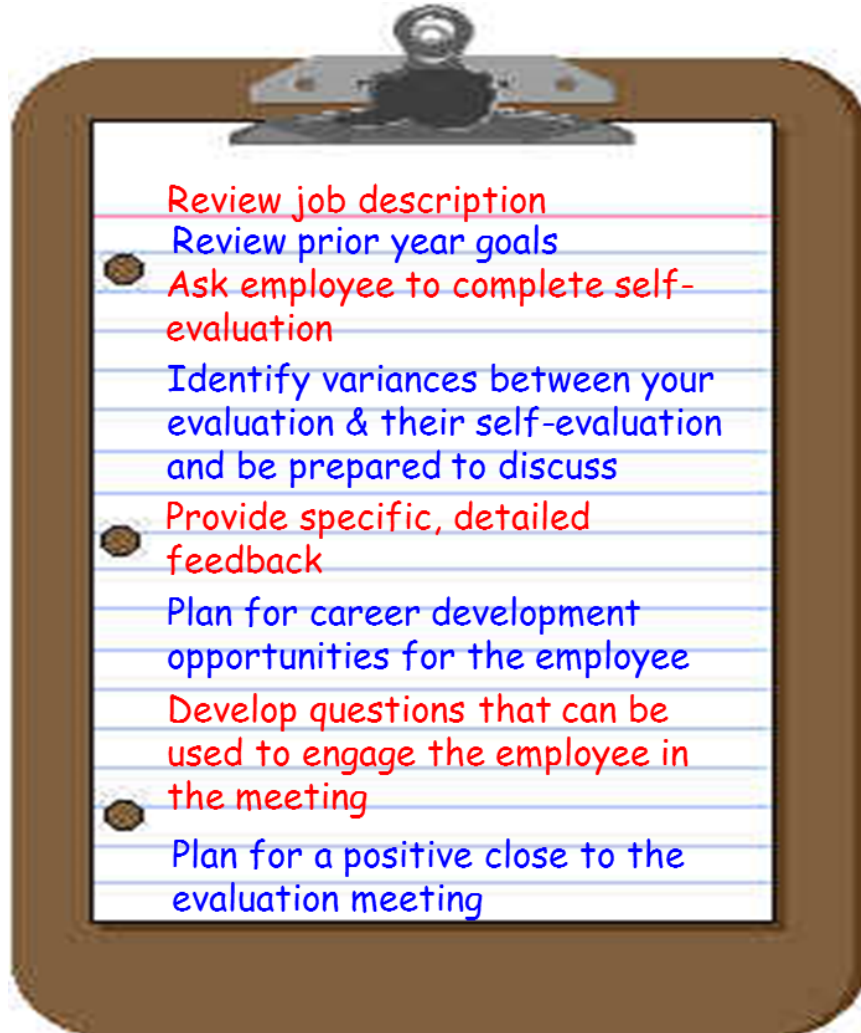 Review job description
Review prior year goals
Ask employee to complete self-
evaluation
Identify variances between your
evaluation & their self-evaluation
and be prepared to discuss
Provide specific, detailed
feedback
Plan for career development
opportunities for the employee
Develop questions that can be
used to engage the employee in
the meeting
Plan for a positive close to the
evaluation meeting